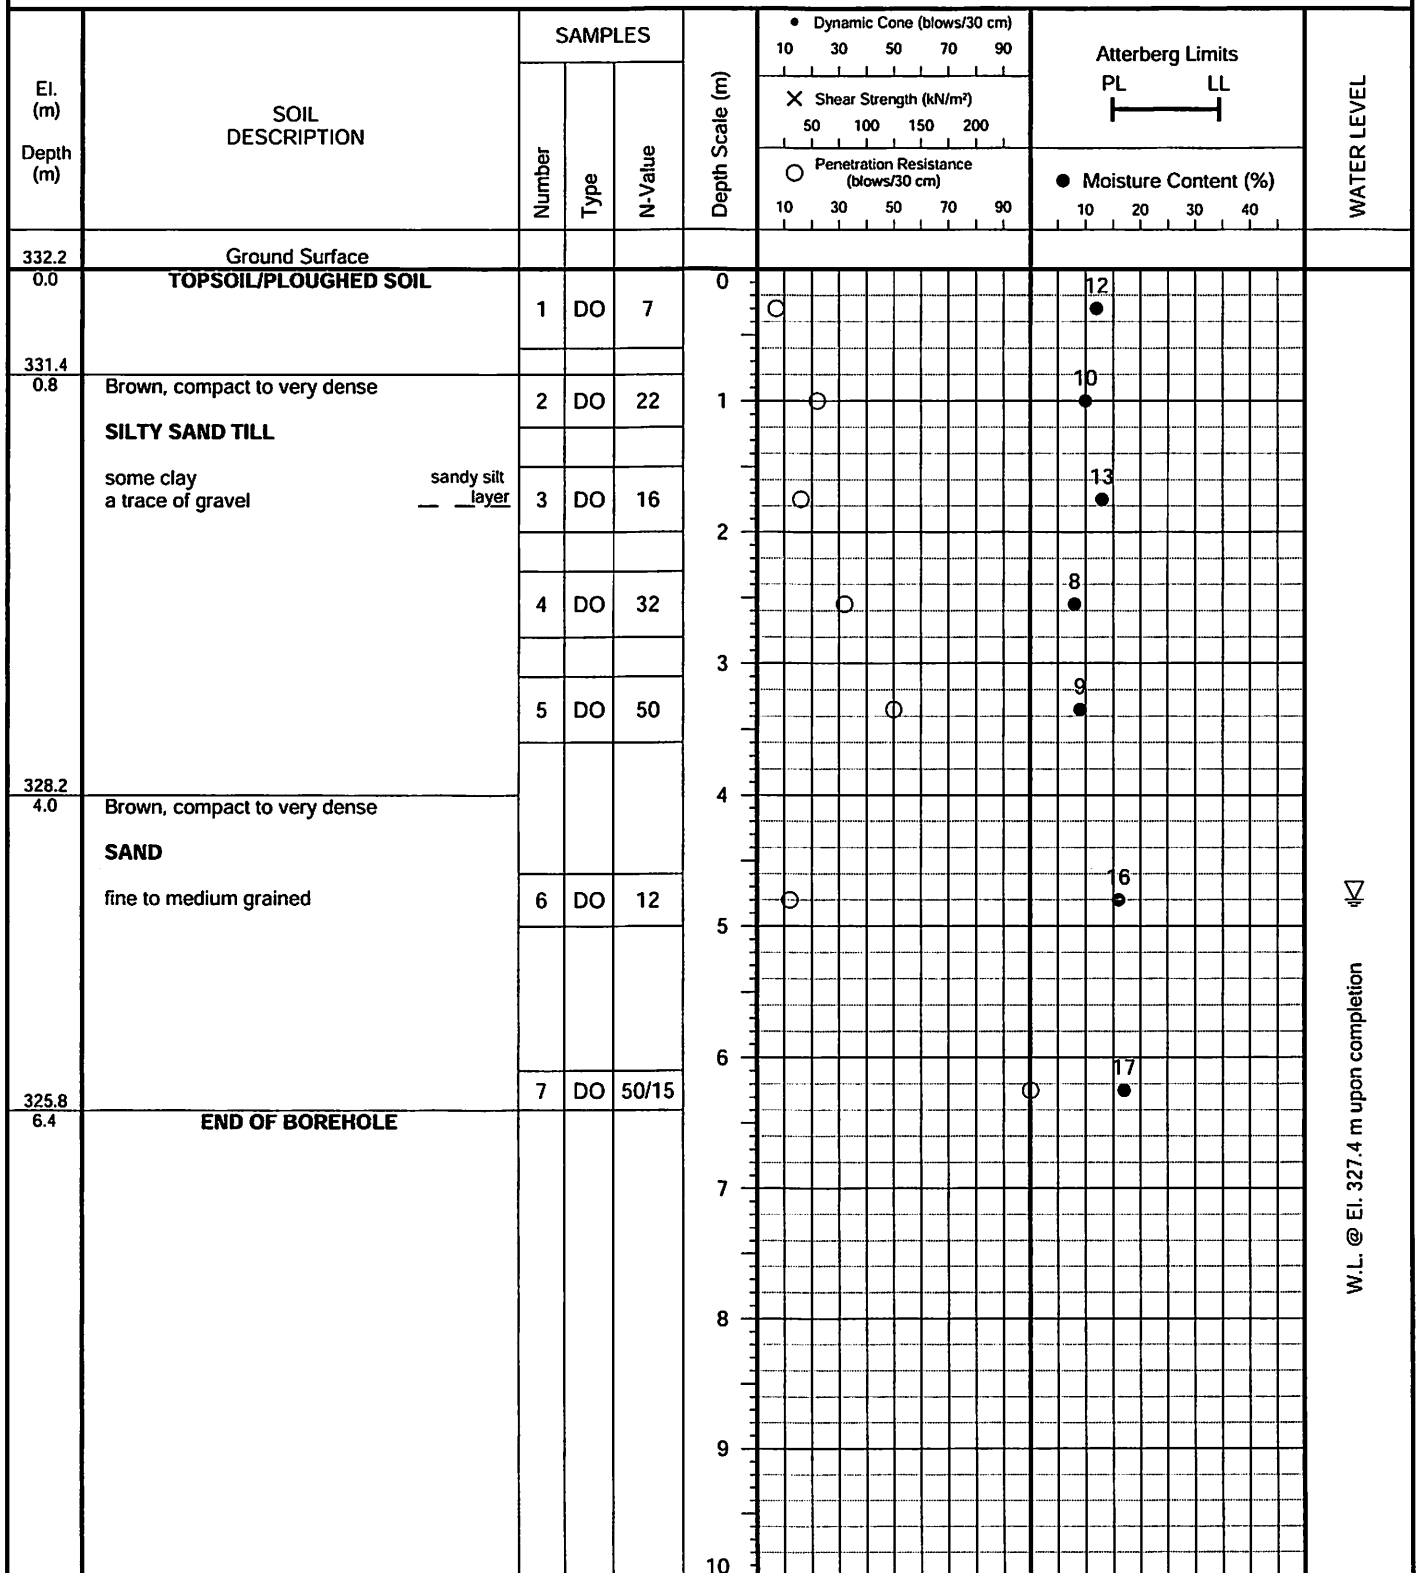 El.
(m)
Depth
(m)
SOIL
DESCRIPTION
SAMPLES
Number
Type
N-Value
Depth Scale (m)
• Dynamic Cone (blows/30 cm)
10 30 50 70 90
X Shear Strength (kN/m²)
50 100 150 200
O Penetration Resistance
(blows/30 cm)
10 30 50 70 90
Atterberg Limits
PL LL
● Moisture Content (%)
10 20 30 40
WATER LEVEL
332.2 Ground Surface
0.0 TOPSOIL/PLOUGHED SOIL 0
12
1 DO 7
331.4
0.8 Brown, compact to very dense
10
2 DO 22 1
SILTY SAND TILL
some clay sandy silt 13
a trace of gravel layer 3 DO 16
2
8
4 DO 32
3
9
5 DO 50
328.2
4.0 Brown, compact to very dense 4
SAND
16
fine to medium grained 6 DO 12
5
W.L. @ El. 327.4 m upon completion
6
17
7 DO 50/15
325.8
6.4 END OF BOREHOLE
7
8
9
10